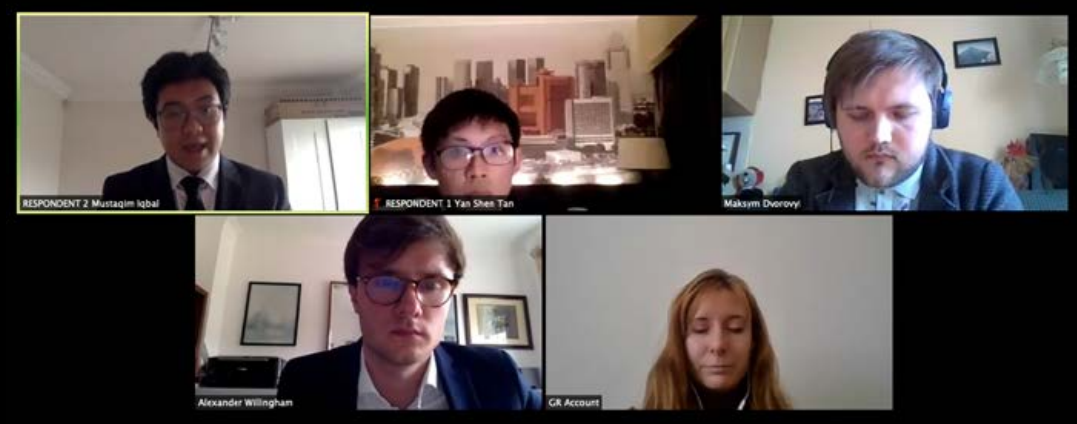 RESPONDENT 2 Mustaqim Iqbal
RESPONDENT 1 Yan Shen Tan
Maksym Dvorovyi
Alexander Willingham
GR Account